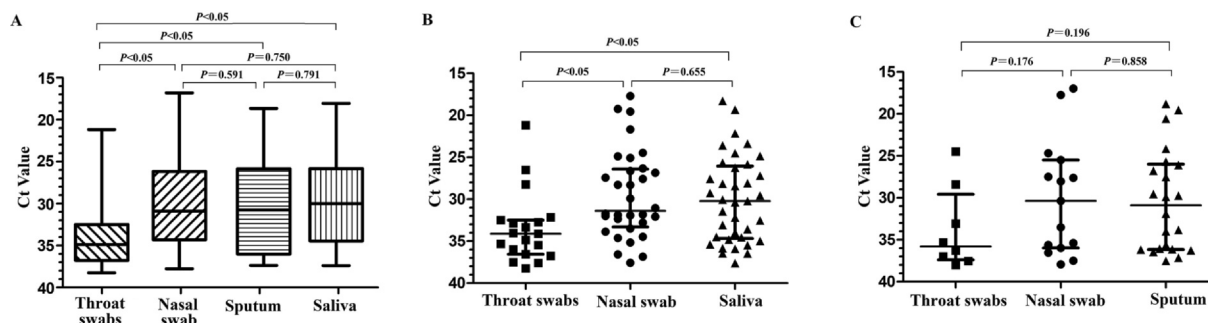 A
P<0.05
P<0.05
P<0.05
P=0.750
P=0.591
P=0.791
Ct Value
15
20
25
30
35
40
Throat swabs
Nasal swab
Sputum
Saliva
B
P<0.05
P<0.05
P=0.655
Ct Value
15
20
25
30
35
40
Throat swabs
Nasal swab
Saliva
C
P=0.196
P=0.176
P=0.858
Ct Value
15
20
25
30
35
40
Throat swabs
Nasal swab
Sputum